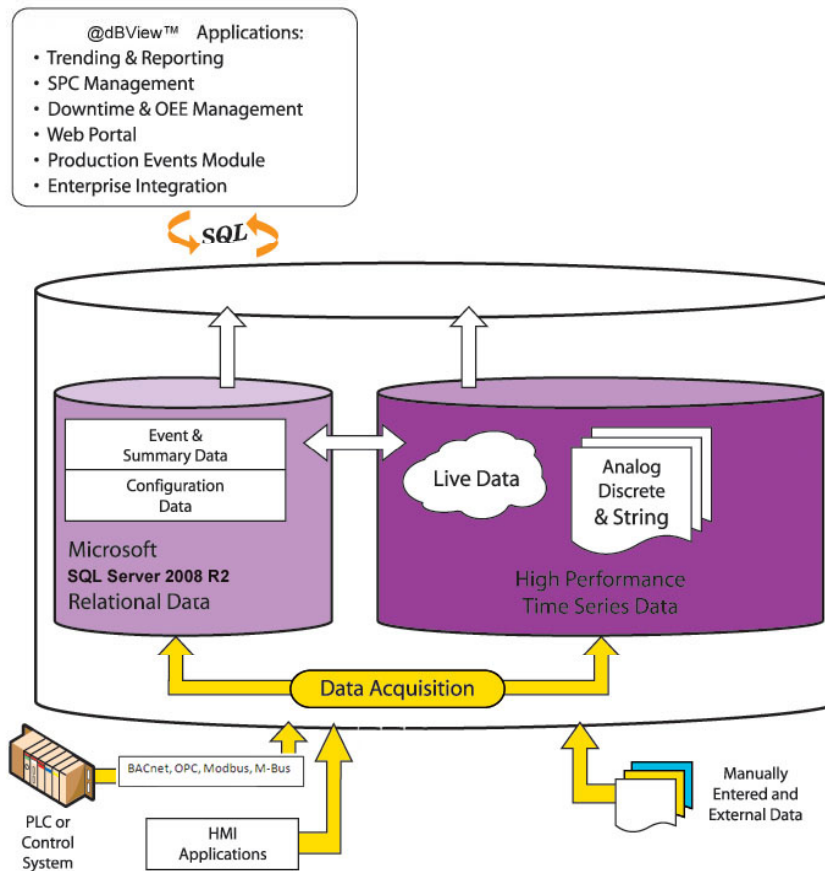 @dBView™ Applications:
• Trending & Reporting
• SPC Management
• Downtime & OEE Management
• Web Portal
• Production Events Module
• Enterprise Integration
SQL
Event &
Summary Data
Configuration
Data
Microsoft
SQL Server 2008 R2
Relational Data
Live Data
Analog
Discrete
& String
High Performance
Time Series Data
Data Acquisition
BACnet, OPC, Modbus, M-Bus
PLC or
Control
System
HMI
Applications
Manually
Entered and
External Data